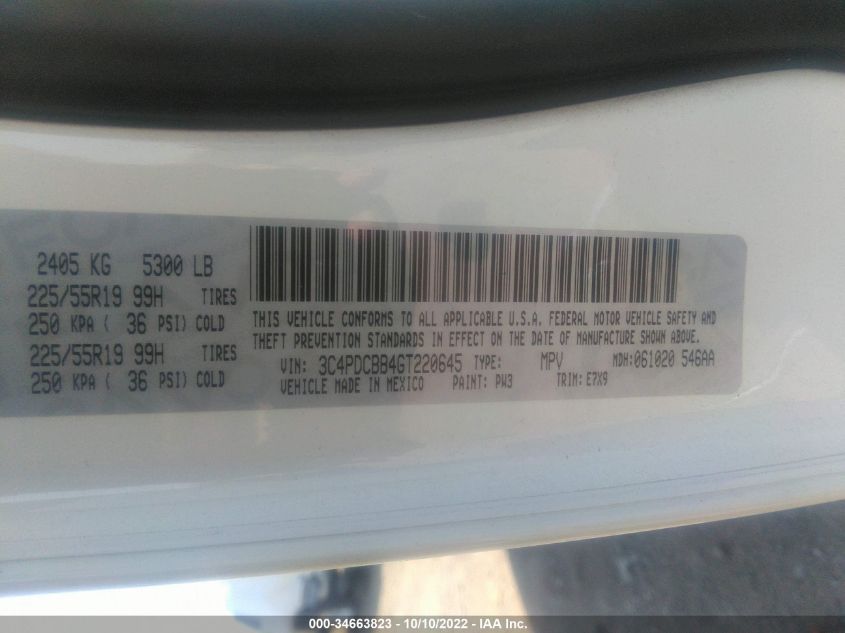 2405 KG 5300 LB
225/55R19 99H TIRES
250 KPA ( 36 PSI) COLD
225/55R19 99H TIRES
250 KPA ( 36 PSI) COLD
THIS VEHICLE CONFORMS TO ALL APPLICABLE U.S.A. FEDERAL MOTOR VEHICLE SAFETY AND
THEFT PREVENTION STANDARDS IN EFFECT ON THE DATE OF MANUFACTURE SHOWN ABOVE.
VIN: 3C4PDCBB4GT220645 TYPE: MPV MDH: 061020 546AA
VEHICLE MADE IN MEXICO PAINT: PW3 TRIM: E7X9
000-34663823 - 10/10/2022 - IAA Inc.